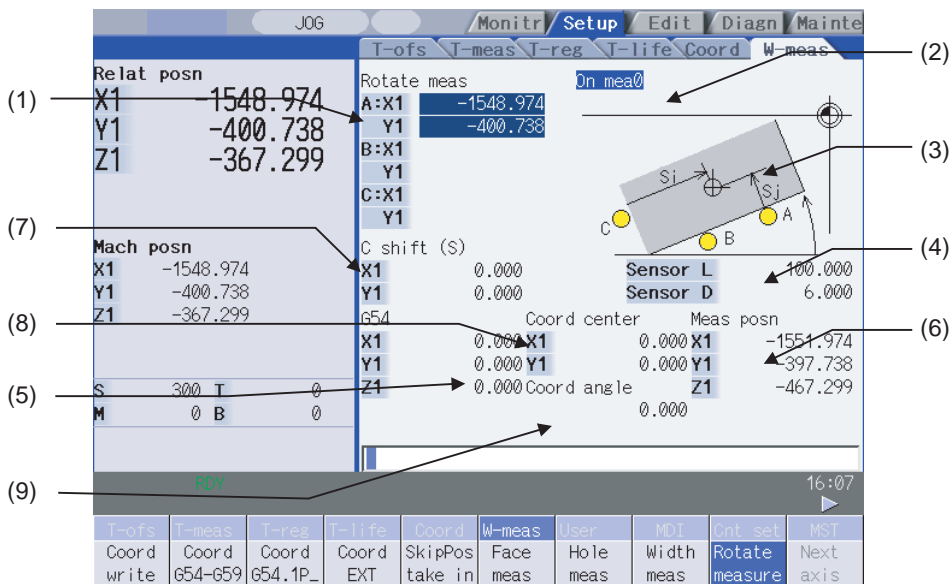 JOG
Monitr Setup Edit Diagn Mainte
T-ofs T-meas T-reg T-life Coord W-meas
Relat posn
X1 -1548.974
Y1 -400.738
Z1 -367.299
Mach posn
X1 -1548.974
Y1 -400.738
Z1 -367.299
S 300 T 0
M 0 B 0
Rotate meas On mea0
A:X1 -1548.974
Y1 -400.738
B:X1
Y1
C:X1
Y1
Si
Sj
A
B
C
C shift (S)
X1 0.000
Y1 0.000
Sensor L 100.000
Sensor D 6.000
G54 Coord center Meas posn
X1 0.000 X1 0.000 X1 -1551.974
Y1 0.000 Y1 0.000 Y1 -397.738
Z1 0.000 Coord angle Z1 -467.299
0.000
RDY 16:07
T-ofs T-meas T-reg T-life Coord W-meas User MDI Cnt set MST
Coord Coord Coord Coord SkipPos Face Hole Width Rotate Next
write G54-G59 G54.1P_ EXT take in meas meas meas measure axis
(1)
(7)
(8)
(5)
(9)
(2)
(3)
(4)
(6)